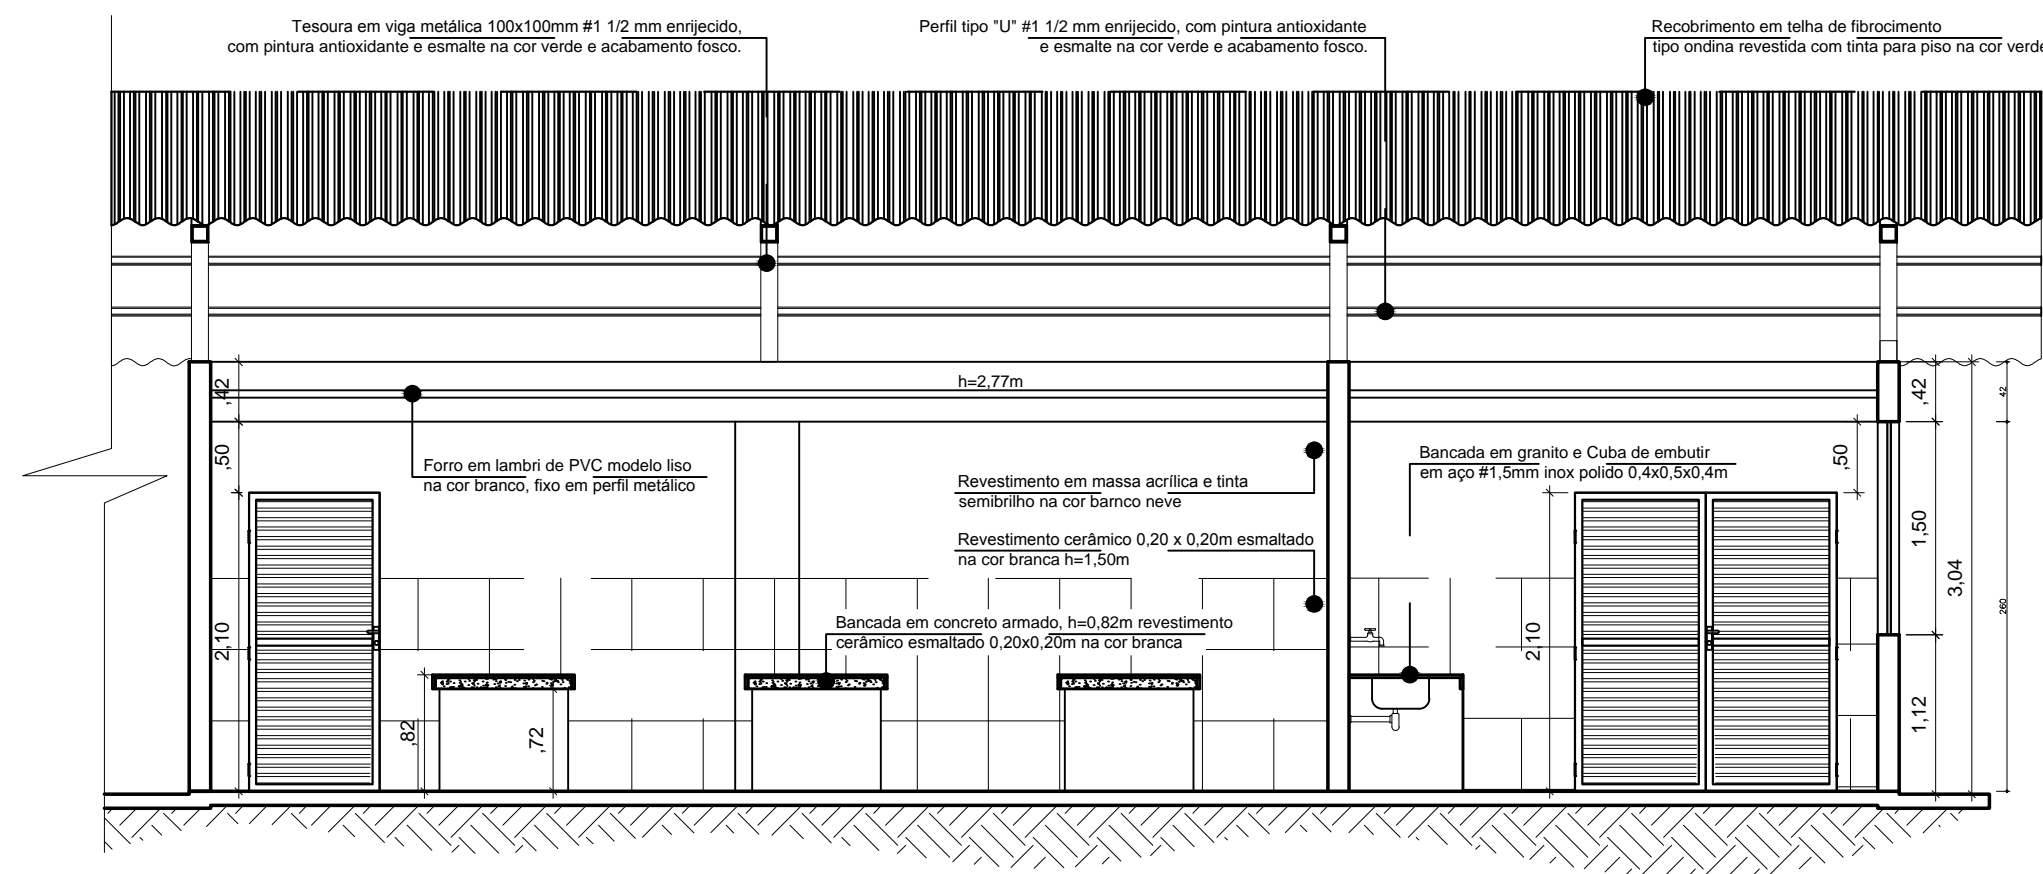 Tesoura em viga metálica 100x100mm #1 1/2 mm enrijecido,
com pintura antioxidante e esmalte na cor verde e acabamento fosco.
Perfil tipo "U" #1 1/2 mm enrijecido, com pintura antioxidante
e esmalte na cor verde e acabamento fosco.
Recobrimento em telha de fibrocimento
tipo ondina revestida com tinta para piso na cor verde
h=2,77m
,42
,50
2,10
Forro em lambri de PVC modelo liso
na cor branco, fixo em perfil metálico
Revestimento em massa acrílica e tinta
semibrilho na cor barnco neve
Revestimento cerâmico 0,20 x 0,20m esmaltado
na cor branca h=1,50m
Bancada em granito e Cuba de embutir
em aço #1,5mm inox polido 0,4x0,5x0,4m
Bancada em concreto armado, h=0,82m revestimento
cerâmico esmaltado 0,20x0,20m na cor branca
,82
,72
2,10
,50
,42
1,50
1,12
3,04
42
260